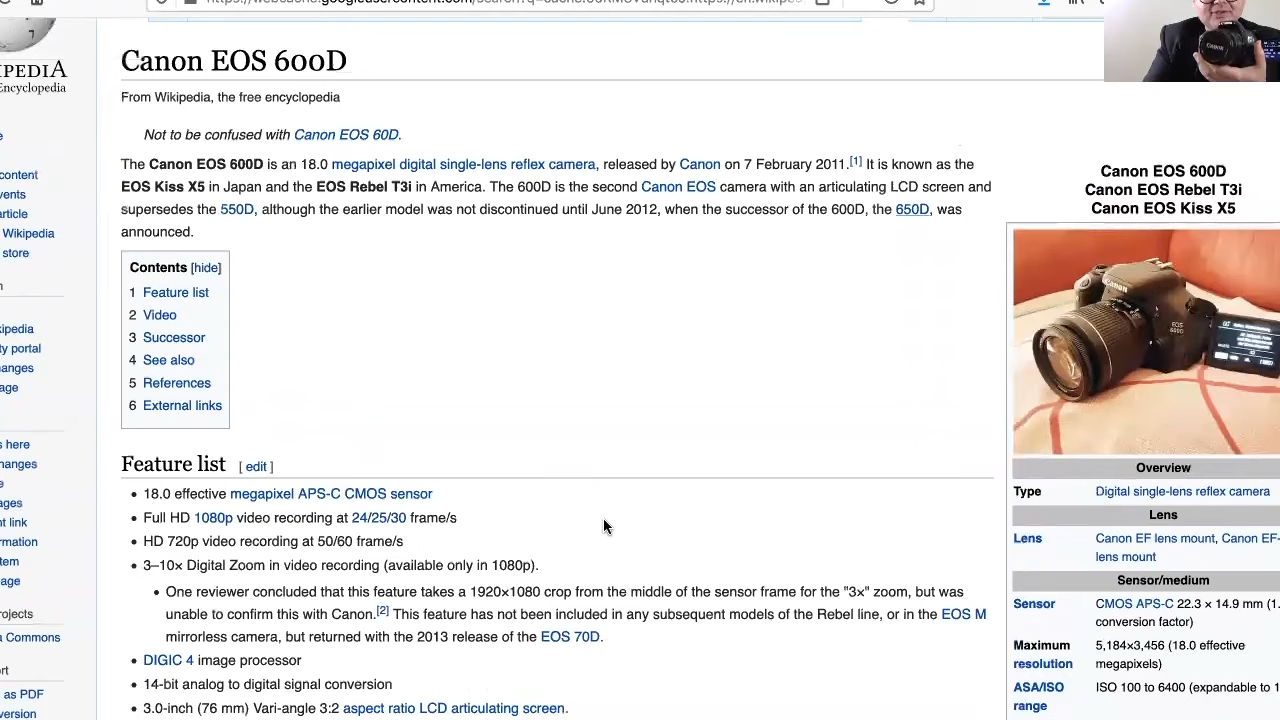 Canon EOS 600D
From Wikipedia, the free encyclopedia
Not to be confused with Canon EOS 60D.
The Canon EOS 600D is an 18.0 megapixel digital single-lens reflex camera, released by Canon on 7 February 2011.[1] It is known as the
EOS Kiss X5 in Japan and the EOS Rebel T3i in America. The 600D is the second Canon EOS camera with an articulating LCD screen and
supersedes the 550D, although the earlier model was not discontinued until June 2012, when the successor of the 600D, the 650D, was
announced.
Contents [hide]
1 Feature list
2 Video
3 Successor
4 See also
5 References
6 External links
Feature list [ edit ]
• 18.0 effective megapixel APS-C CMOS sensor
• Full HD 1080p video recording at 24/25/30 frame/s
• HD 720p video recording at 50/60 frame/s
• 3–10× Digital Zoom in video recording (available only in 1080p).
• One reviewer concluded that this feature takes a 1920×1080 crop from the middle of the sensor frame for the "3×" zoom, but was
unable to confirm this with Canon.[2] This feature has not been included in any subsequent models of the Rebel line, or in the EOS M
mirrorless camera, but returned with the 2013 release of the EOS 70D.
• DIGIC 4 image processor
• 14-bit analog to digital signal conversion
• 3.0-inch (76 mm) Vari-angle 3:2 aspect ratio LCD articulating screen.
Canon EOS 600D
Canon EOS Rebel T3i
Canon EOS Kiss X5
Canon
EOS
600D
Overview
Type Digital single-lens reflex camera
Lens
Lens Canon EF lens mount, Canon EF-
lens mount
Sensor/medium
Sensor CMOS APS-C 22.3 × 14.9 mm (1.
conversion factor)
Maximum 5,184×3,456 (18.0 effective
resolution megapixels)
ASA/ISO ISO 100 to 6400 (expandable to 1
range
PEDIA
Encyclopedia
content
vents
article
Wikipedia
store
kipedia
ty portal
hanges
age
s here
hanges
ages
nt link
rmation
tem
age
rojects
a Commons
ort
as PDF
version